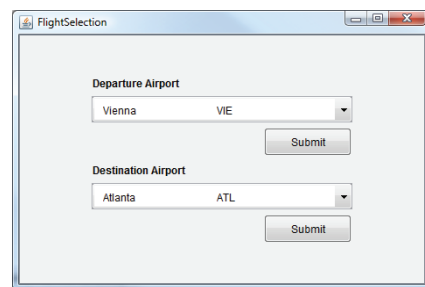 FlightSelection
Departure Airport
Vienna VIE
Submit
Destination Airport
Atlanta ATL
Submit